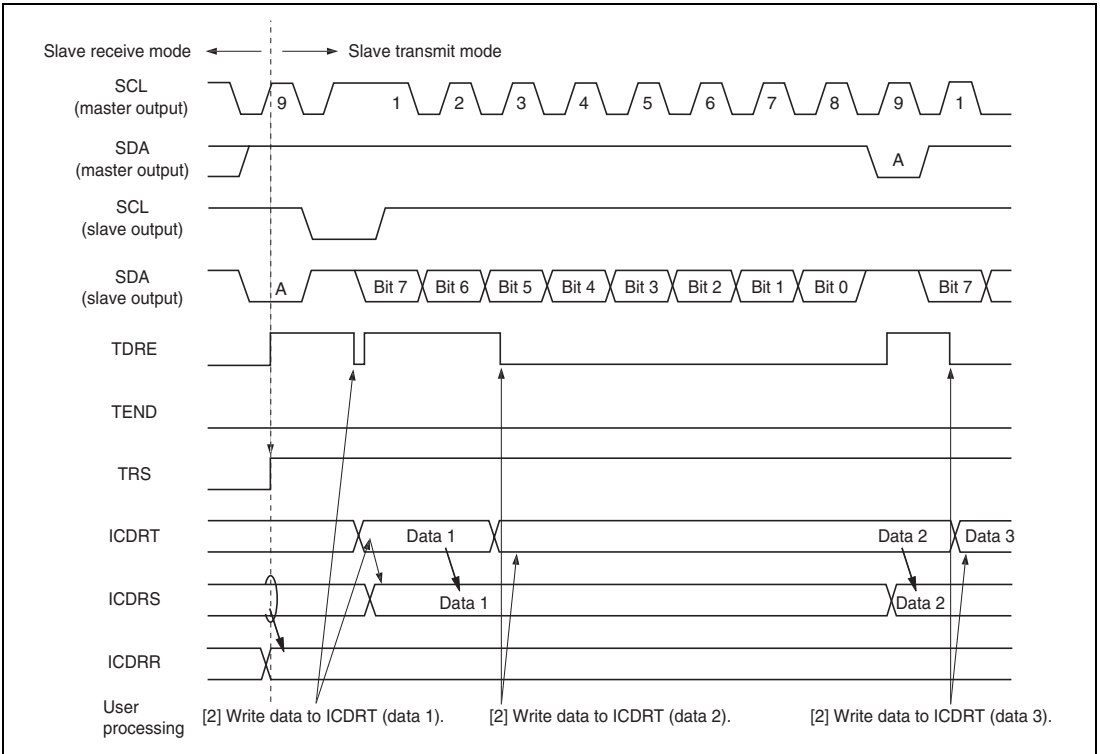 Slave receive mode
Slave transmit mode
SCL
(master output)
9
1
2
3
4
5
6
7
8
9
1
SDA
(master output)
A
SCL
(slave output)
SDA
(slave output)
A
Bit 7
Bit 6
Bit 5
Bit 4
Bit 3
Bit 2
Bit 1
Bit 0
Bit 7
TDRE
TEND
TRS
ICDRT
Data 1
Data 2
Data 3
ICDRS
Data 1
Data 2
ICDRR
User
processing
[2] Write data to ICDRT (data 1).
[2] Write data to ICDRT (data 2).
[2] Write data to ICDRT (data 3).